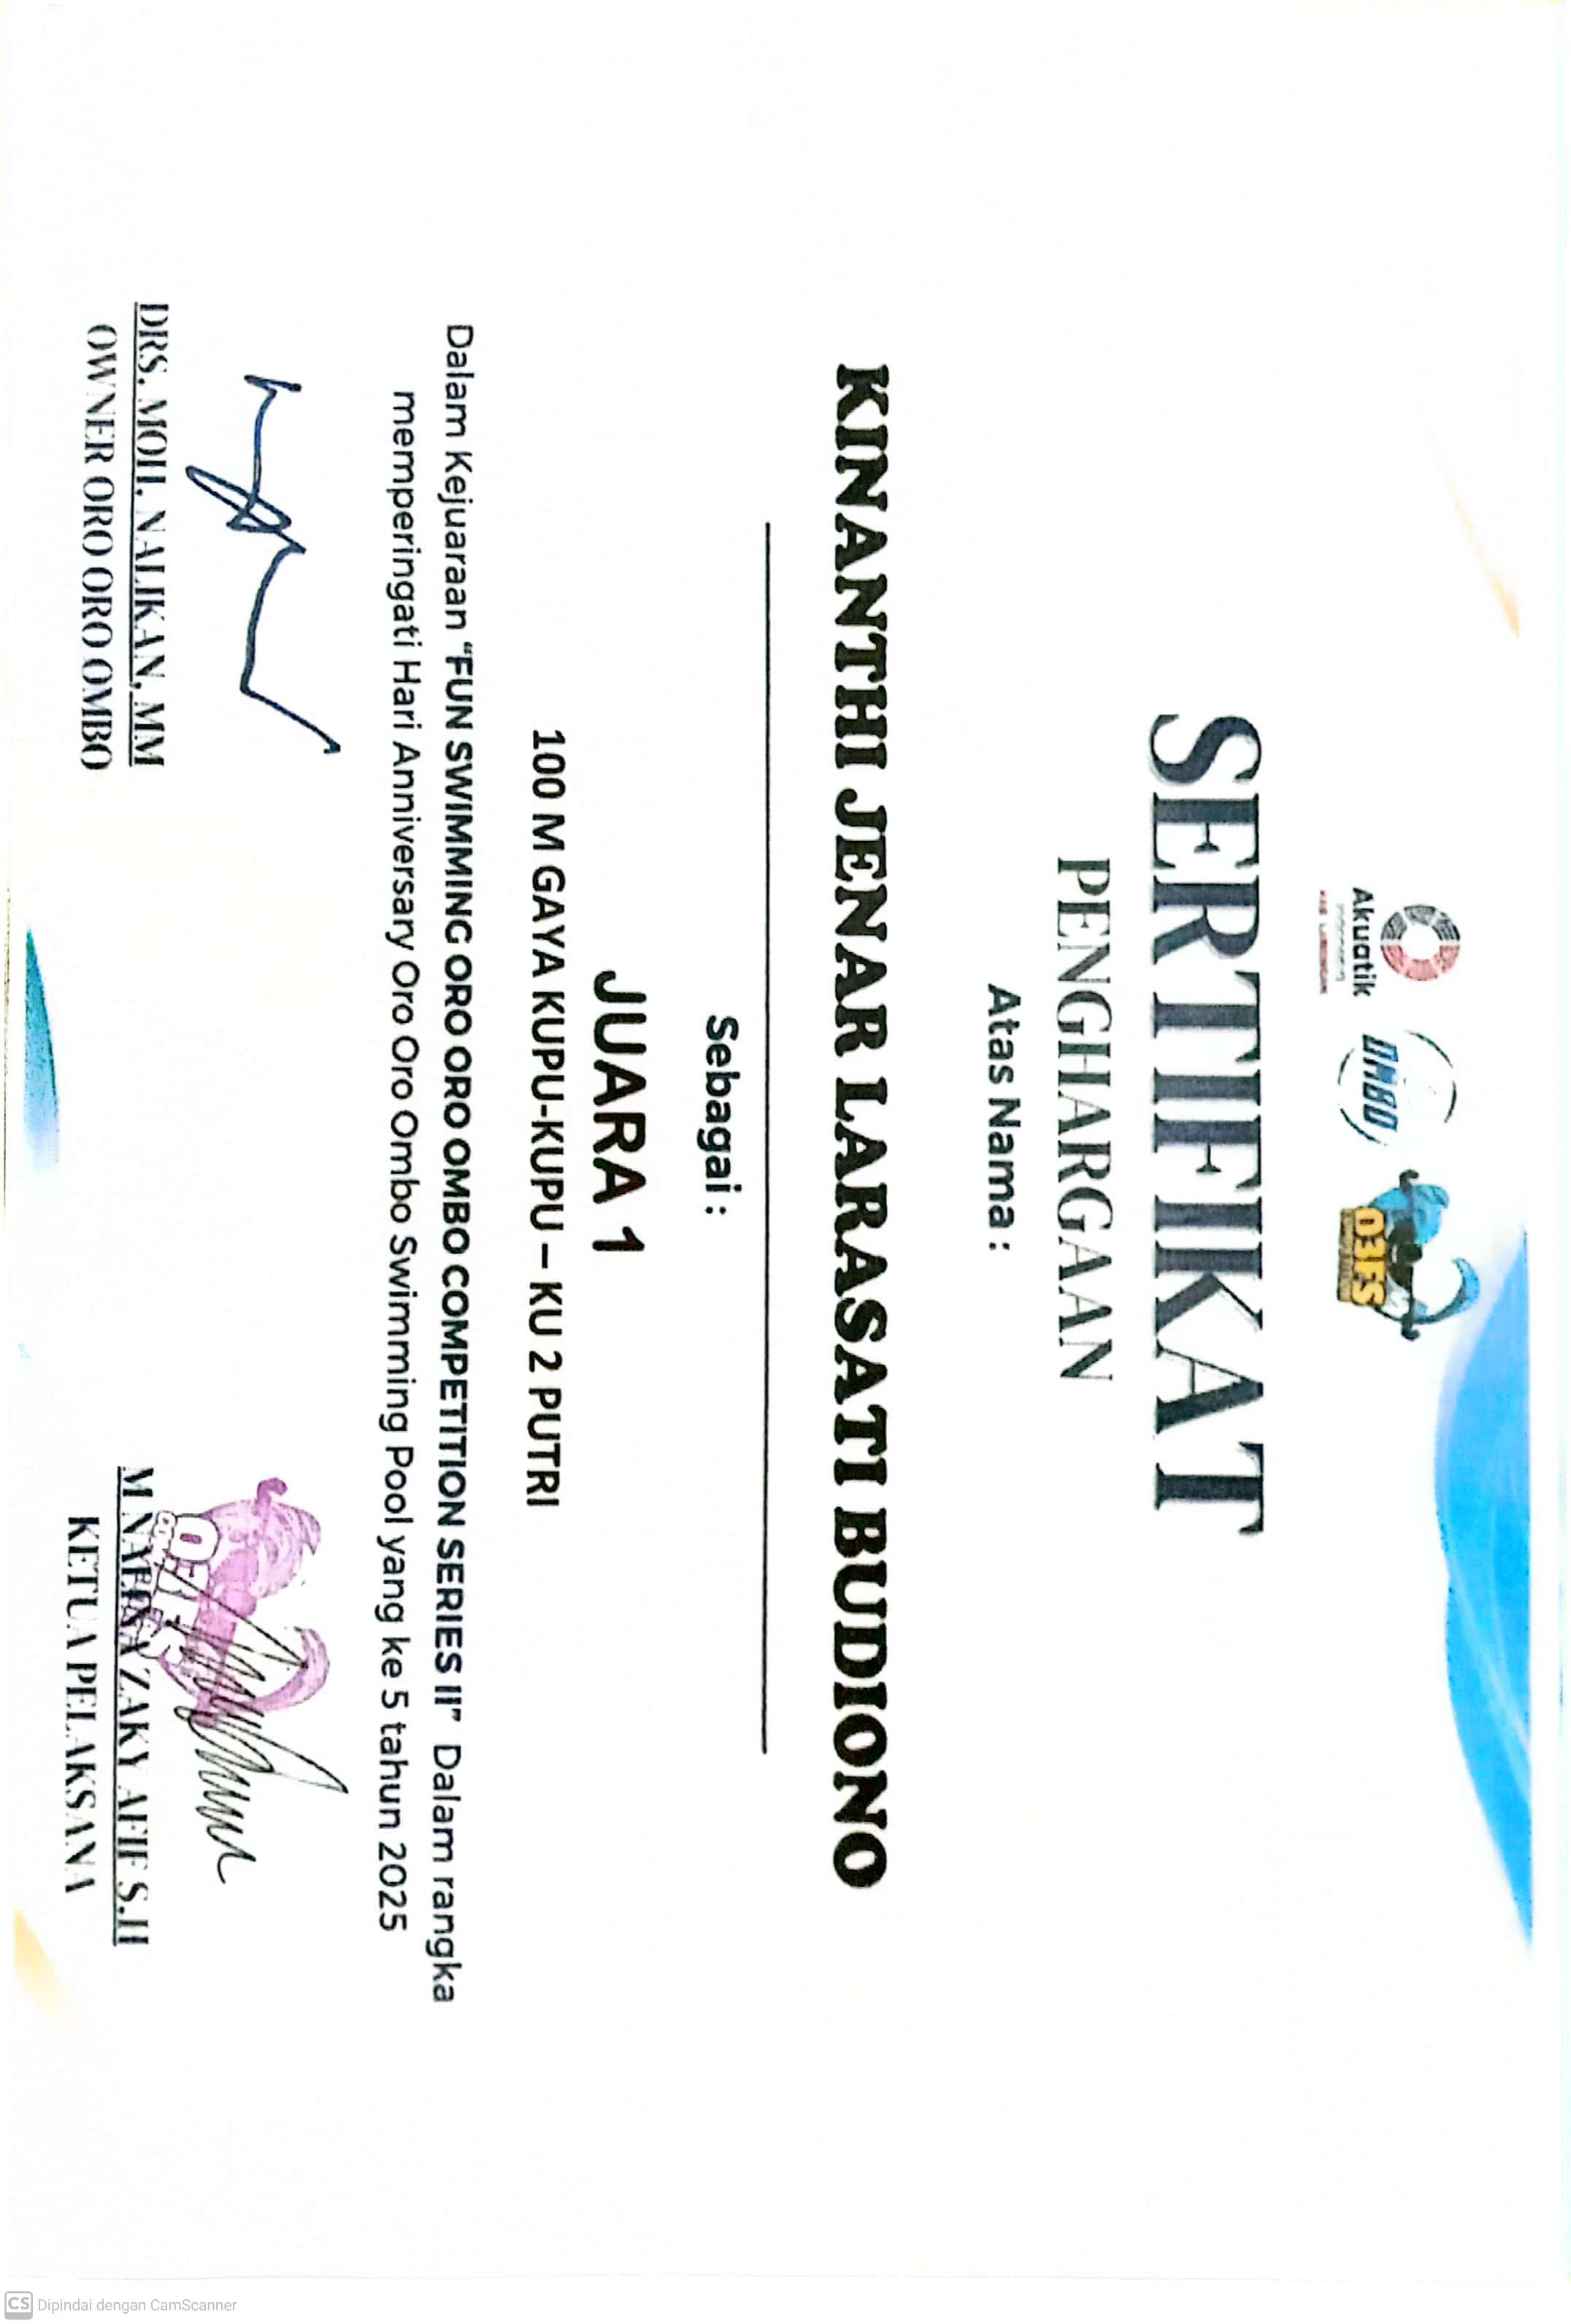 Akuatik
OMBO
O3FS
SERTIFIKAT
PENGHARGAAN
Atas Nama :
KINANTHI JENAR LARASATI BUDIONO
Sebagai :
JUARA 1
100 M GAYA KUPU-KUPU – KU 2 PUTRI
Dalam Kejuaraan “FUN SWIMMING ORO ORO ORO OMBO COMPETITION SERIES II” Dalam rangka
memperingati Hari Anniversary Oro Oro Oro Ombo Swimming Pool yang ke 5 tahun 2025
DRS. MOH. NALIKAN, MM
OWNER ORO ORO ORO OMBO
M ZAKY AFIF S.H
KETUA PELAKSANA
CS Dipindai dengan CamScanner